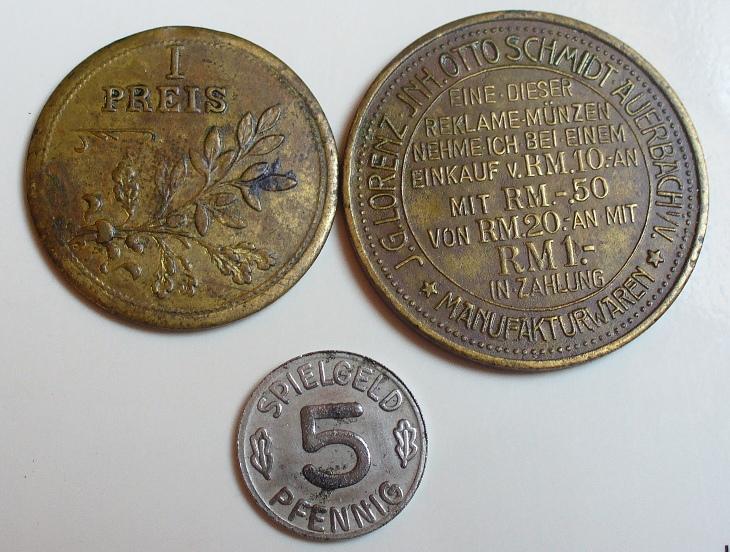 I
PREIS
J.G. LORENZ JNH. OTTO SCHMIDT AUERBACH i/V.
EINE · DIESER
REKLAME-MÜNZEN
NEHME ICH BEI EINEM
EINKAUF v. RM.10.- AN
MIT RM.-.50
VON RM 20.- AN MIT
RM 1.-
IN ZAHLUNG
★ MANUFAKTURWAREN ★
SPIELGELD
5
PFENNIG